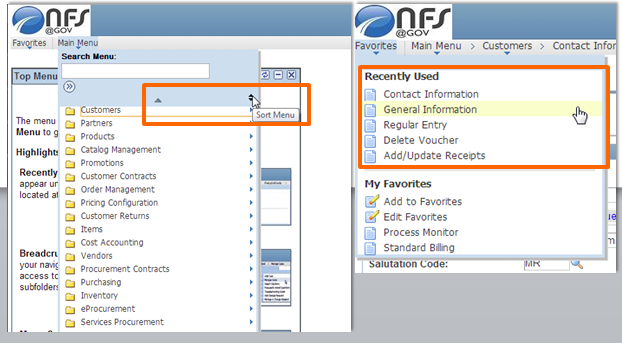 NFS
@GOV
Favorites Main Menu
Search Menu:
Top Menu
Sort Menu
The menu
Menu to g
Highlights
Recently
appear un
located at
Breadcru
your navig
access to
subfolders
Customers
Partners
Products
Catalog Management
Promotions
Customer Contracts
Order Management
Pricing Configuration
Customer Returns
Items
Cost Accounting
Vendors
Procurement Contracts
Purchasing
Inventory
eProcurement
Services Procurement
NFS
@GOV
Favorites Main Menu > Customers > Contact Infor
Recently Used
Contact Information
General Information
Regular Entry
Delete Voucher
Add/Update Receipts
My Favorites
Add to Favorites
Edit Favorites
Process Monitor
Standard Billing
Salutation Code: MR